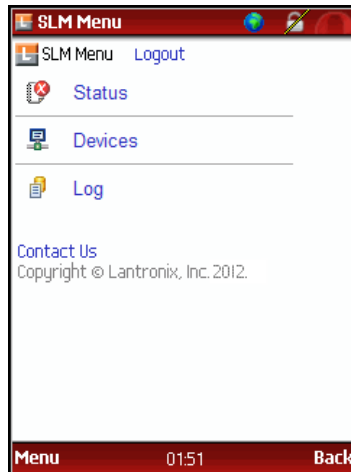 SLM Menu
SLM Menu Logout
Status
Devices
Log
Contact Us
Copyright © Lantronix, Inc. 2012.
Menu 01:51 Back